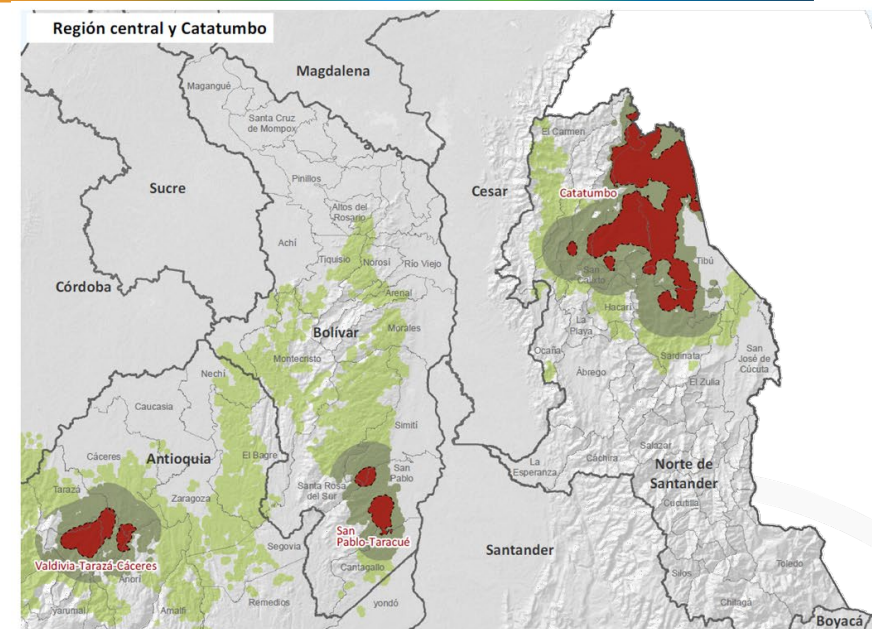 Región central y Catatumbo
Magdalena
Magangué
Santa Cruz
de Mompox
El Carmen
Pinillos
Sucre
Cesar
Catatumbo
Altos del
Rosario
Achí
Tiquisio
Norosí
Río Viejo
Tibú
San
Calixto
Córdoba
Arenal
Hacarí
Bolívar
Morales
La
Playa
Ocaña
Sardinata
San
José de
Cúcuta
Montecristo
Nechí
Ábrego
El Zulia
Caucasia
Simití
Cáceres
Antioquia
El Bagre
Salazar
La
Esperanza
Cáchira
Norte de
Santander
San
Pablo
Tarazá
Zaragoza
Santa Rosa
del Sur
Cucutilla
San
Pablo-Taracué
Segovia
Santander
Valdivia-Tarazá-Cáceres
Anorí
Cantagallo
Toledo
Silos
yarumal
Amalfi
Remedios
yondó
Chitagá
Boyacá